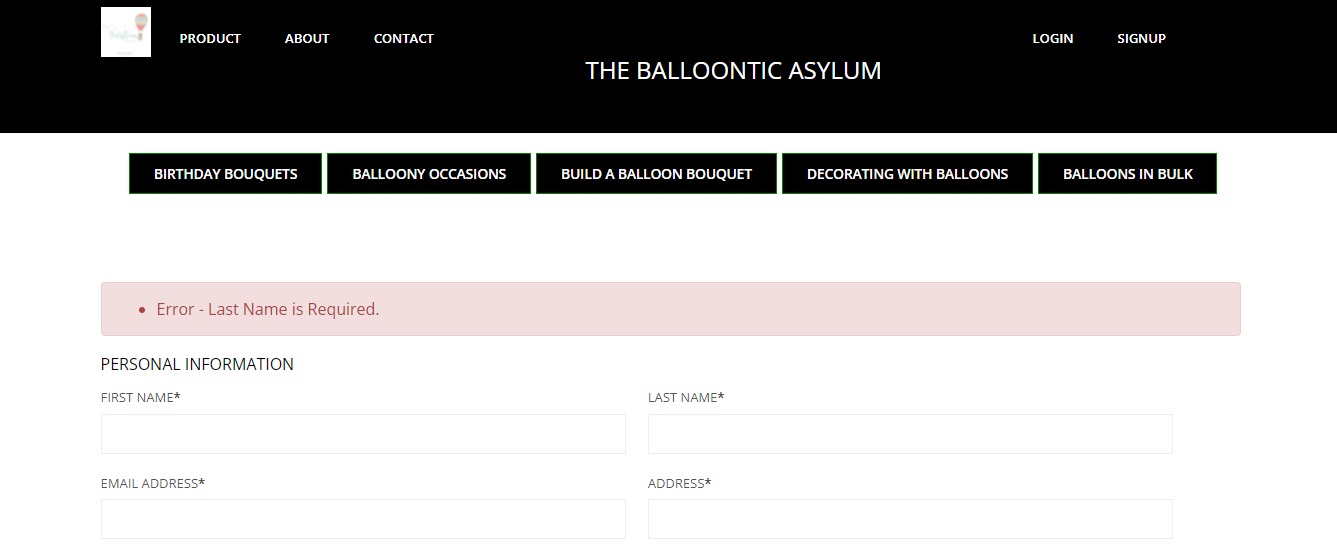 PRODUCT ABOUT CONTACT LOGIN SIGNUP
THE BALLOONTIC ASYLUM
BIRTHDAY BOUQUETS BALLOONY OCCASIONS BUILD A BALLOON BOUQUET DECORATING WITH BALLOONS BALLOONS IN BULK
• Error - Last Name is Required.
PERSONAL INFORMATION
FIRST NAME* LAST NAME*
EMAIL ADDRESS* ADDRESS*